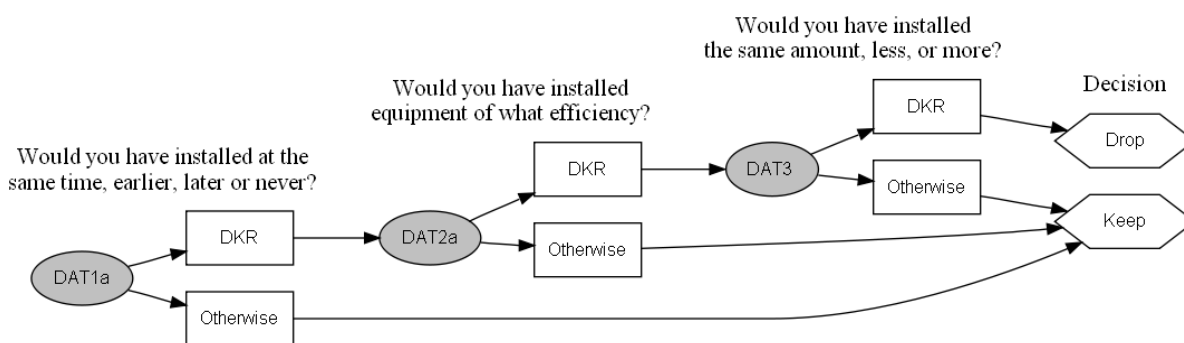 Would you have installed at the
same time, earlier, later or never?
DAT1a
DKR
Otherwise
Would you have installed
equipment of what efficiency?
DAT2a
DKR
Otherwise
Would you have installed
the same amount, less, or more?
DAT3
DKR
Otherwise
Decision
Drop
Keep